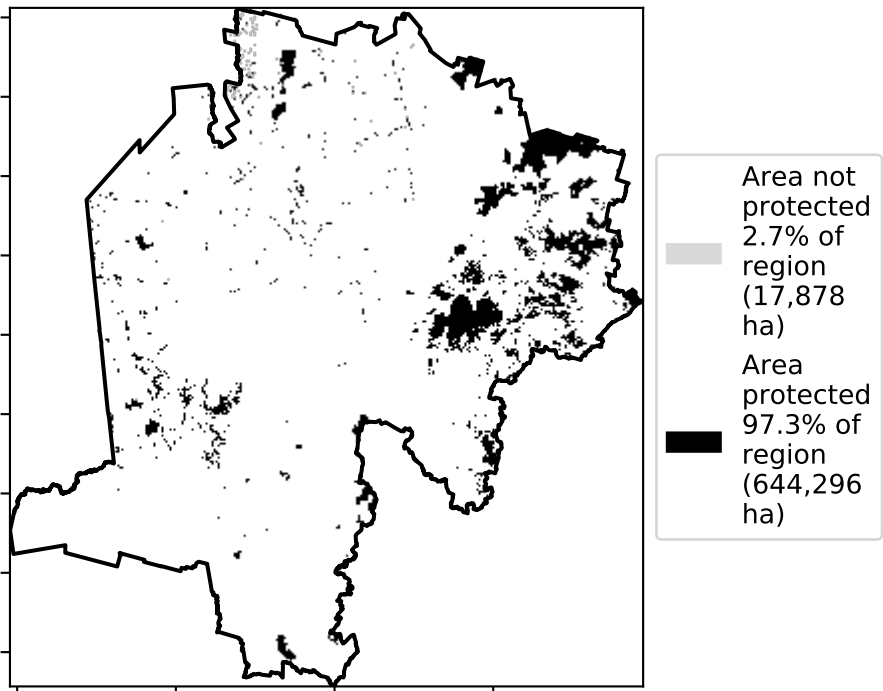 Area not
protected
2.7% of
region
(17,878
ha)
Area
protected
97.3% of
region
(644,296
ha)